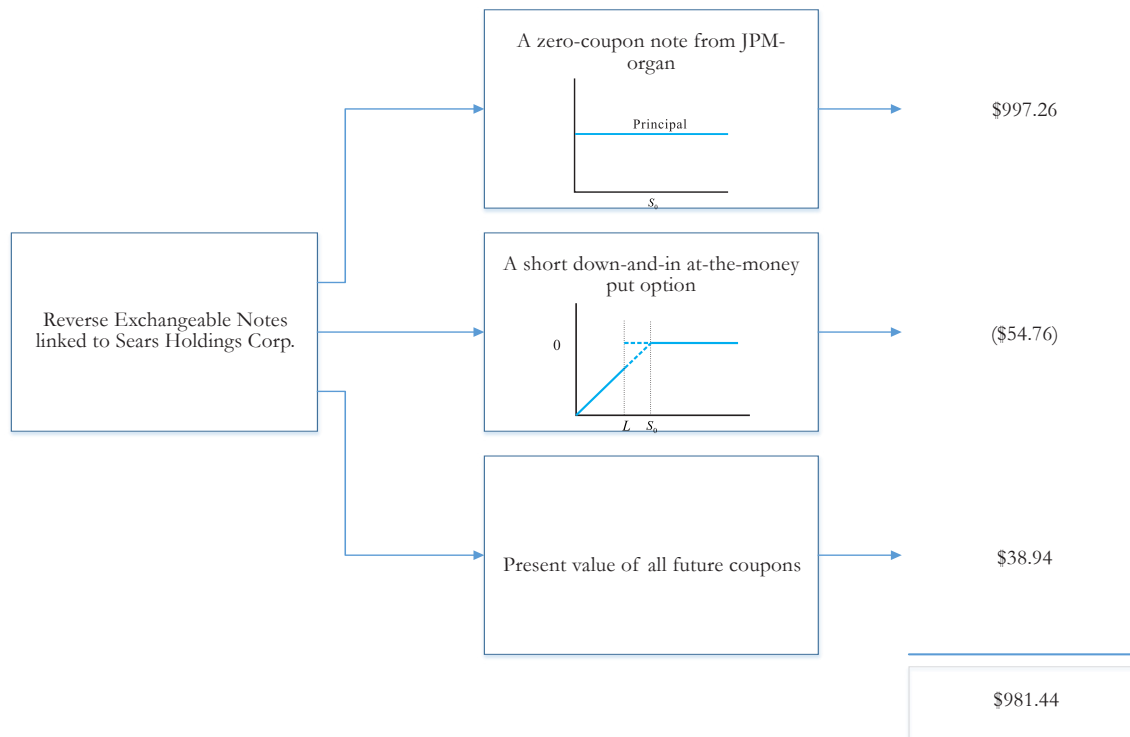 A zero-coupon note from JPM-
organ
Principal
S₀
$997.26
Reverse Exchangeable Notes
linked to Sears Holdings Corp.
A short down-and-in at-the-money
put option
0
L S₀
($54.76)
Present value of all future coupons
$38.94
$981.44